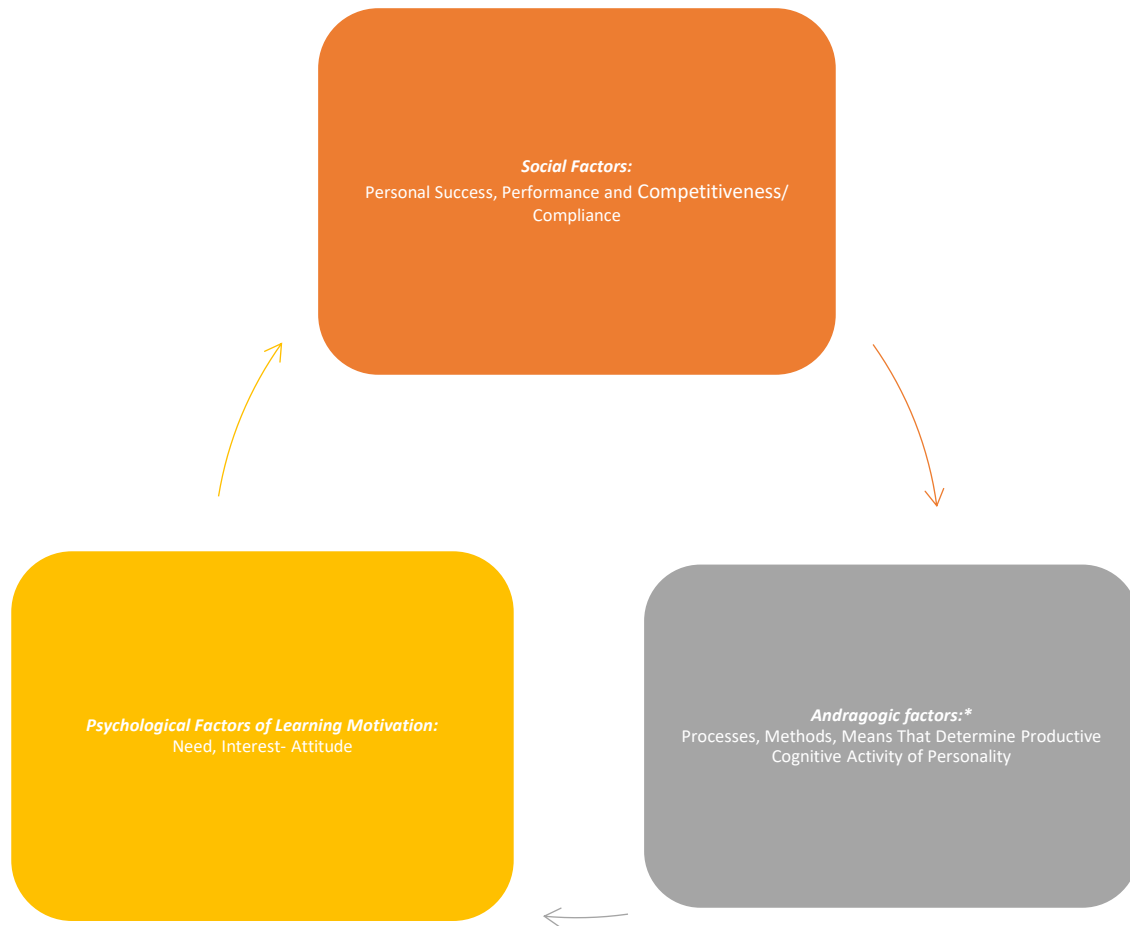 Social Factors:
Personal Success, Performance and Competitiveness/
Compliance
Psychological Factors of Learning Motivation:
Need, Interest- Attitude
Andragogic factors:*
Processes, Methods, Means That Determine Productive
Cognitive Activity of Personality